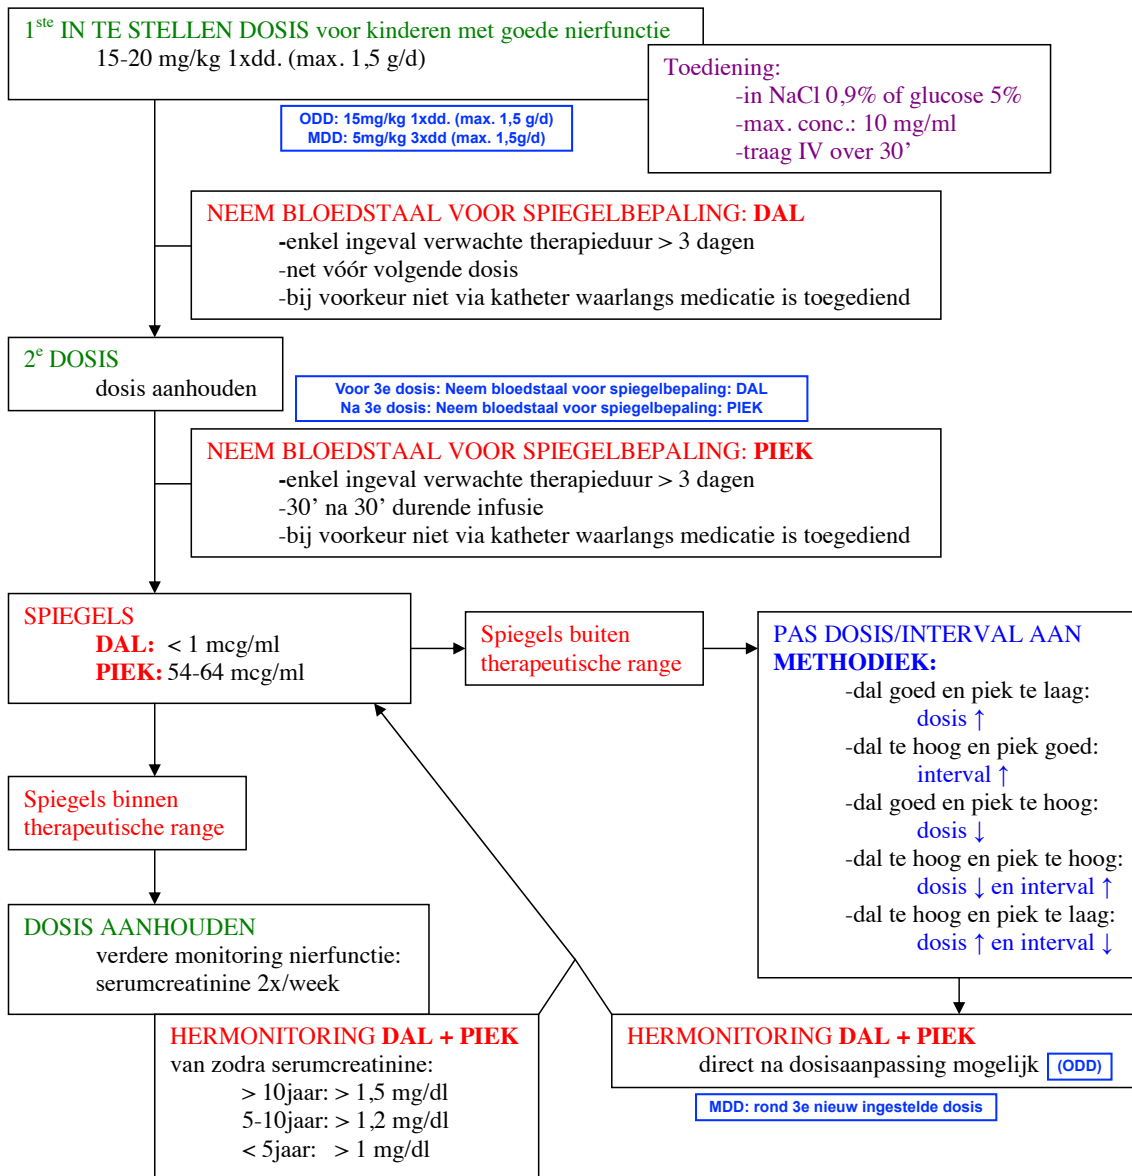 1ste IN TE STELLEN DOSIS voor kinderen met goede nierfunctie
15-20 mg/kg 1xdd. (max. 1,5 g/d)
Toediening:
-in NaCl 0,9% of glucose 5%
-max. conc.: 10 mg/ml
-traag IV over 30’
ODD: 15mg/kg 1xdd. (max. 1,5 g/d)
MDD: 5mg/kg 3xdd (max. 1,5g/d)
NEEM BLOEDSTAAL VOOR SPIEGELBEPALING: DAL
-enkel ingeval verwachte therapieduur > 3 dagen
-net vóór volgende dosis
-bij voorkeur niet via katheter waarlangs medicatie is toegediend
2e DOSIS
dosis aanhouden
Voor 3e dosis: Neem bloedstaal voor spiegelbepaling: DAL
Na 3e dosis: Neem bloedstaal voor spiegelbepaling: PIEK
NEEM BLOEDSTAAL VOOR SPIEGELBEPALING: PIEK
-enkel ingeval verwachte therapieduur > 3 dagen
-30’ na 30’ durende infusie
-bij voorkeur niet via katheter waarlangs medicatie is toegediend
SPIEGELS
DAL: < 1 mcg/ml
PIEK: 54-64 mcg/ml
Spiegels buiten
therapeutische range
PAS DOSIS/INTERVAL AAN
METHODIEK:
-dal goed en piek te laag:
dosis ↑
-dal te hoog en piek goed:
interval ↑
-dal goed en piek te hoog:
dosis ↓
-dal te hoog en piek te hoog:
dosis ↓ en interval ↑
-dal te hoog en piek te laag:
dosis ↑ en interval ↓
Spiegels binnen
therapeutische range
DOSIS AANHOUDEN
verdere monitoring nierfunctie:
serumcreatinine 2x/week
HERMONITORING DAL + PIEK
van zodra serumcreatinine:
> 10jaar: > 1,5 mg/dl
5-10jaar: > 1,2 mg/dl
< 5jaar: > 1 mg/dl
HERMONITORING DAL + PIEK
direct na dosisaanpassing mogelijk (ODD)
MDD: rond 3e nieuw ingestelde dosis